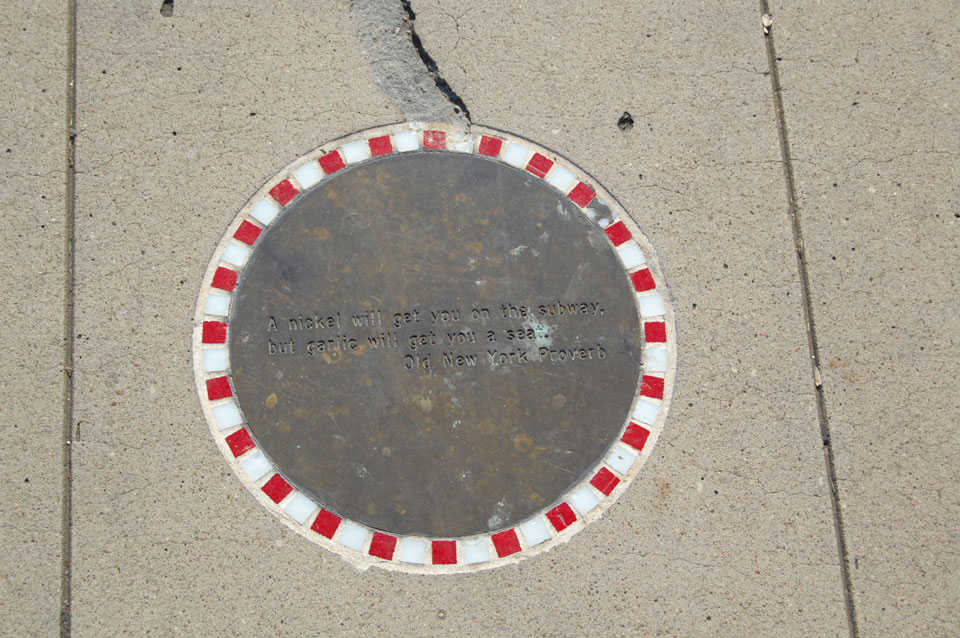 A nickel will get you on the subway,
but garlic will get you a seat.
Old New York Proverb